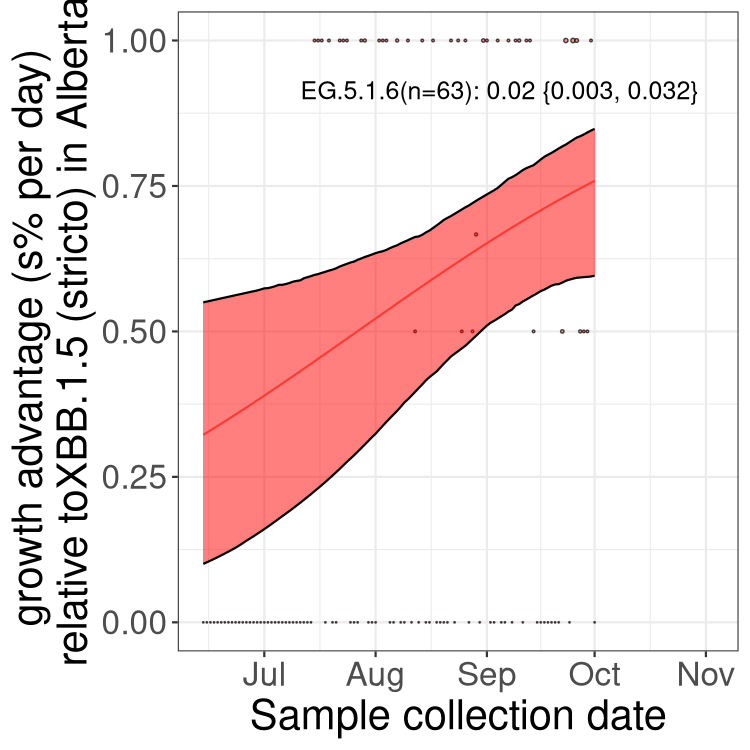 growth advantage (s% per day)
relative toXBB.1.5 (stricto) in Alberta
1.00
0.75
0.50
0.25
0.00
EG.5.1.6(n=63): 0.02 {0.003, 0.032}
Jul Aug Sep Oct Nov
Sample collection date